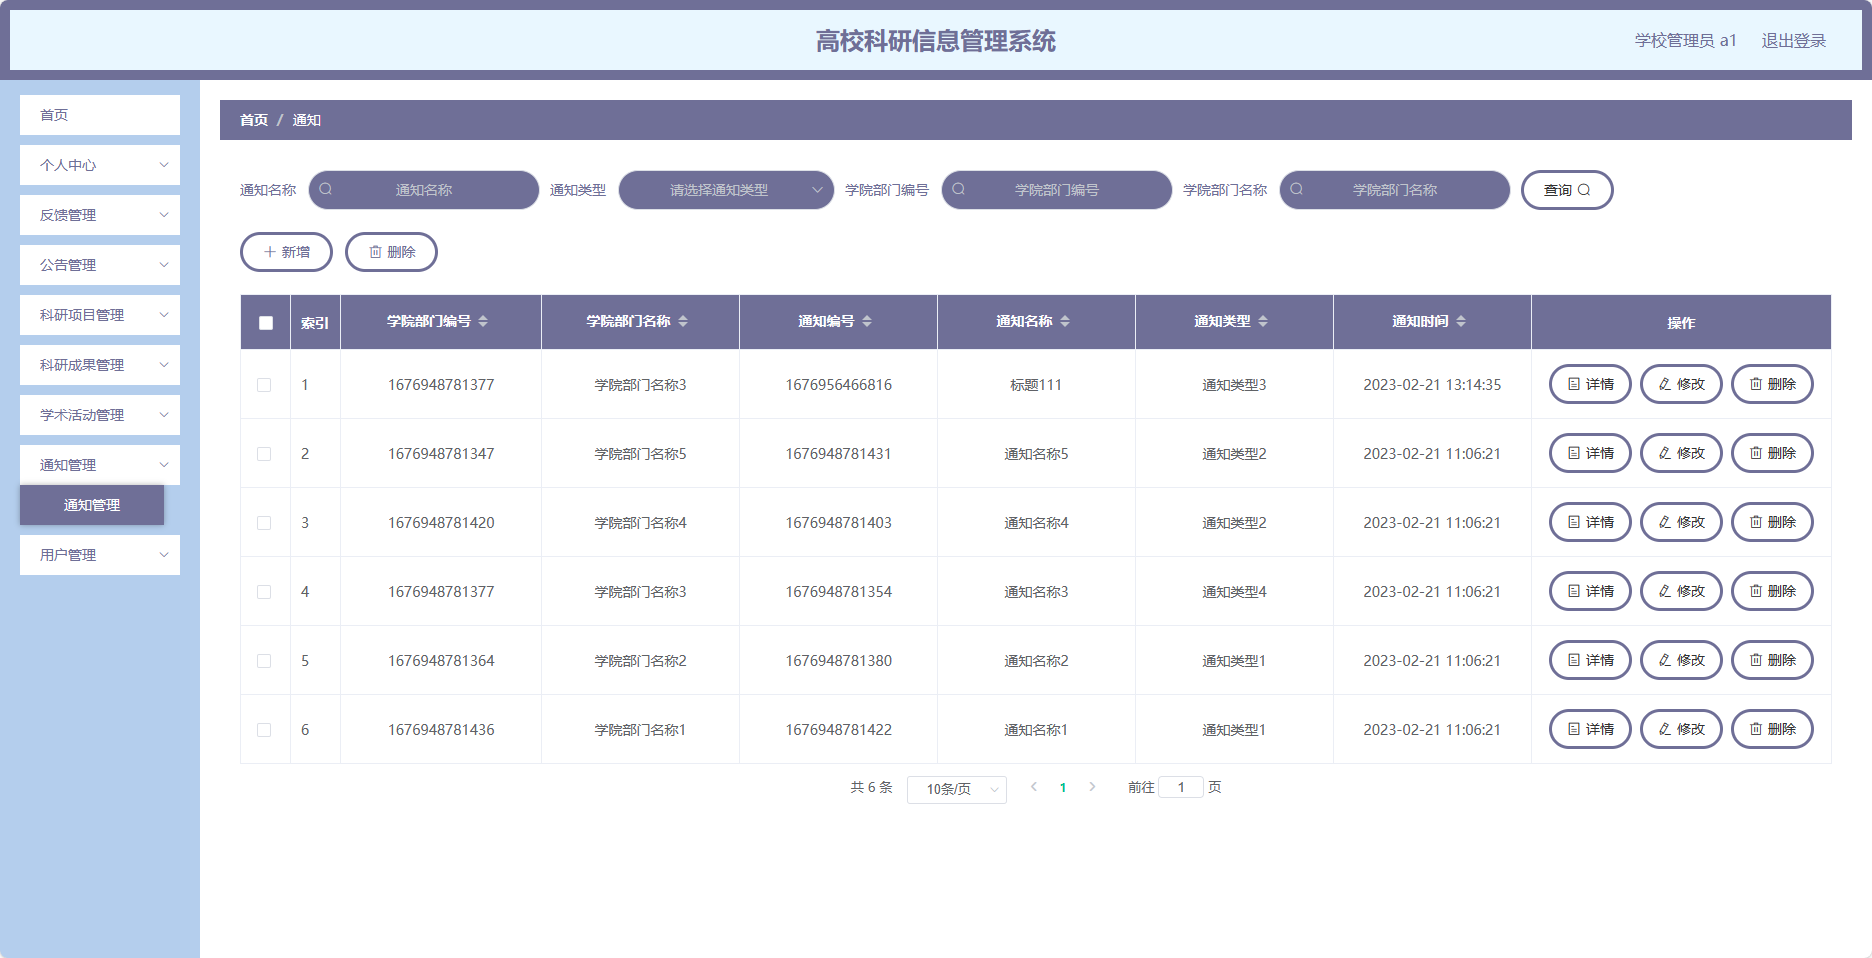 高校科研信息管理系统
学校管理员 a1 退出登录
首页
个人中心
反馈管理
公告管理
科研项目管理
科研成果管理
学术活动管理
通知管理
通知管理
用户管理
首页 / 通知
通知名称 通知名称 通知类型 请选择通知类型 学院部门编号 学院部门编号 学院部门名称 学院部门名称 查询
新增 删除
索引 学院部门编号 学院部门名称 通知编号 通知名称 通知类型 通知时间 操作
1 1676948781377 学院部门名称3 1676956466816 标题111 通知类型3 2023-02-21 13:14:35 详情 修改 删除
2 1676948781347 学院部门名称5 1676948781431 通知名称5 通知类型2 2023-02-21 11:06:21 详情 修改 删除
3 1676948781420 学院部门名称4 1676948781403 通知名称4 通知类型2 2023-02-21 11:06:21 详情 修改 删除
4 1676948781377 学院部门名称3 1676948781354 通知名称3 通知类型4 2023-02-21 11:06:21 详情 修改 删除
5 1676948781364 学院部门名称2 1676948781380 通知名称2 通知类型1 2023-02-21 11:06:21 详情 修改 删除
6 1676948781436 学院部门名称1 1676948781422 通知名称1 通知类型1 2023-02-21 11:06:21 详情 修改 删除
共 6 条 10条/页 1 前往 1 页